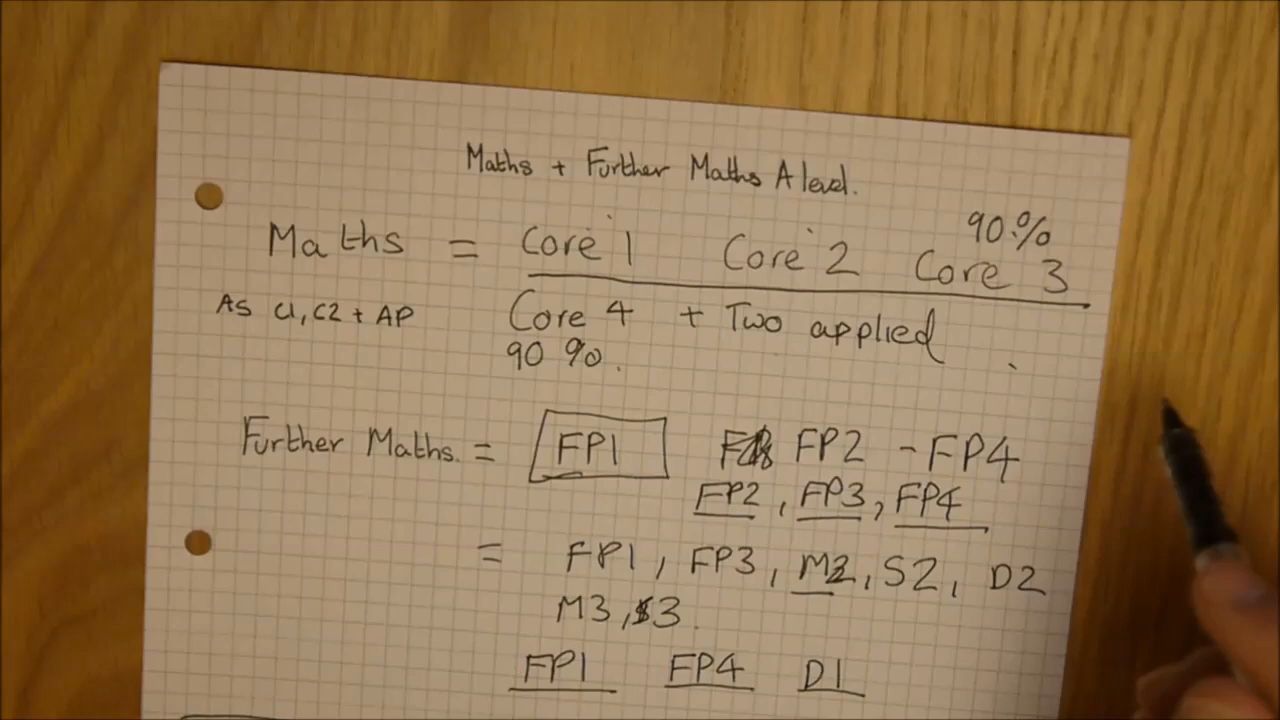 Maths + Further Maths A level.
90%
Maths = Core 1 Core 2 Core 3
As C1, C2 + AP Core 4 + Two applied
90 %.
Further Maths. = FP1 FP2 - FP4
FP2, FP3, FP4
= FP1, FP3, M2, S2, D2
M3, S3.
FP1 FP4 D1